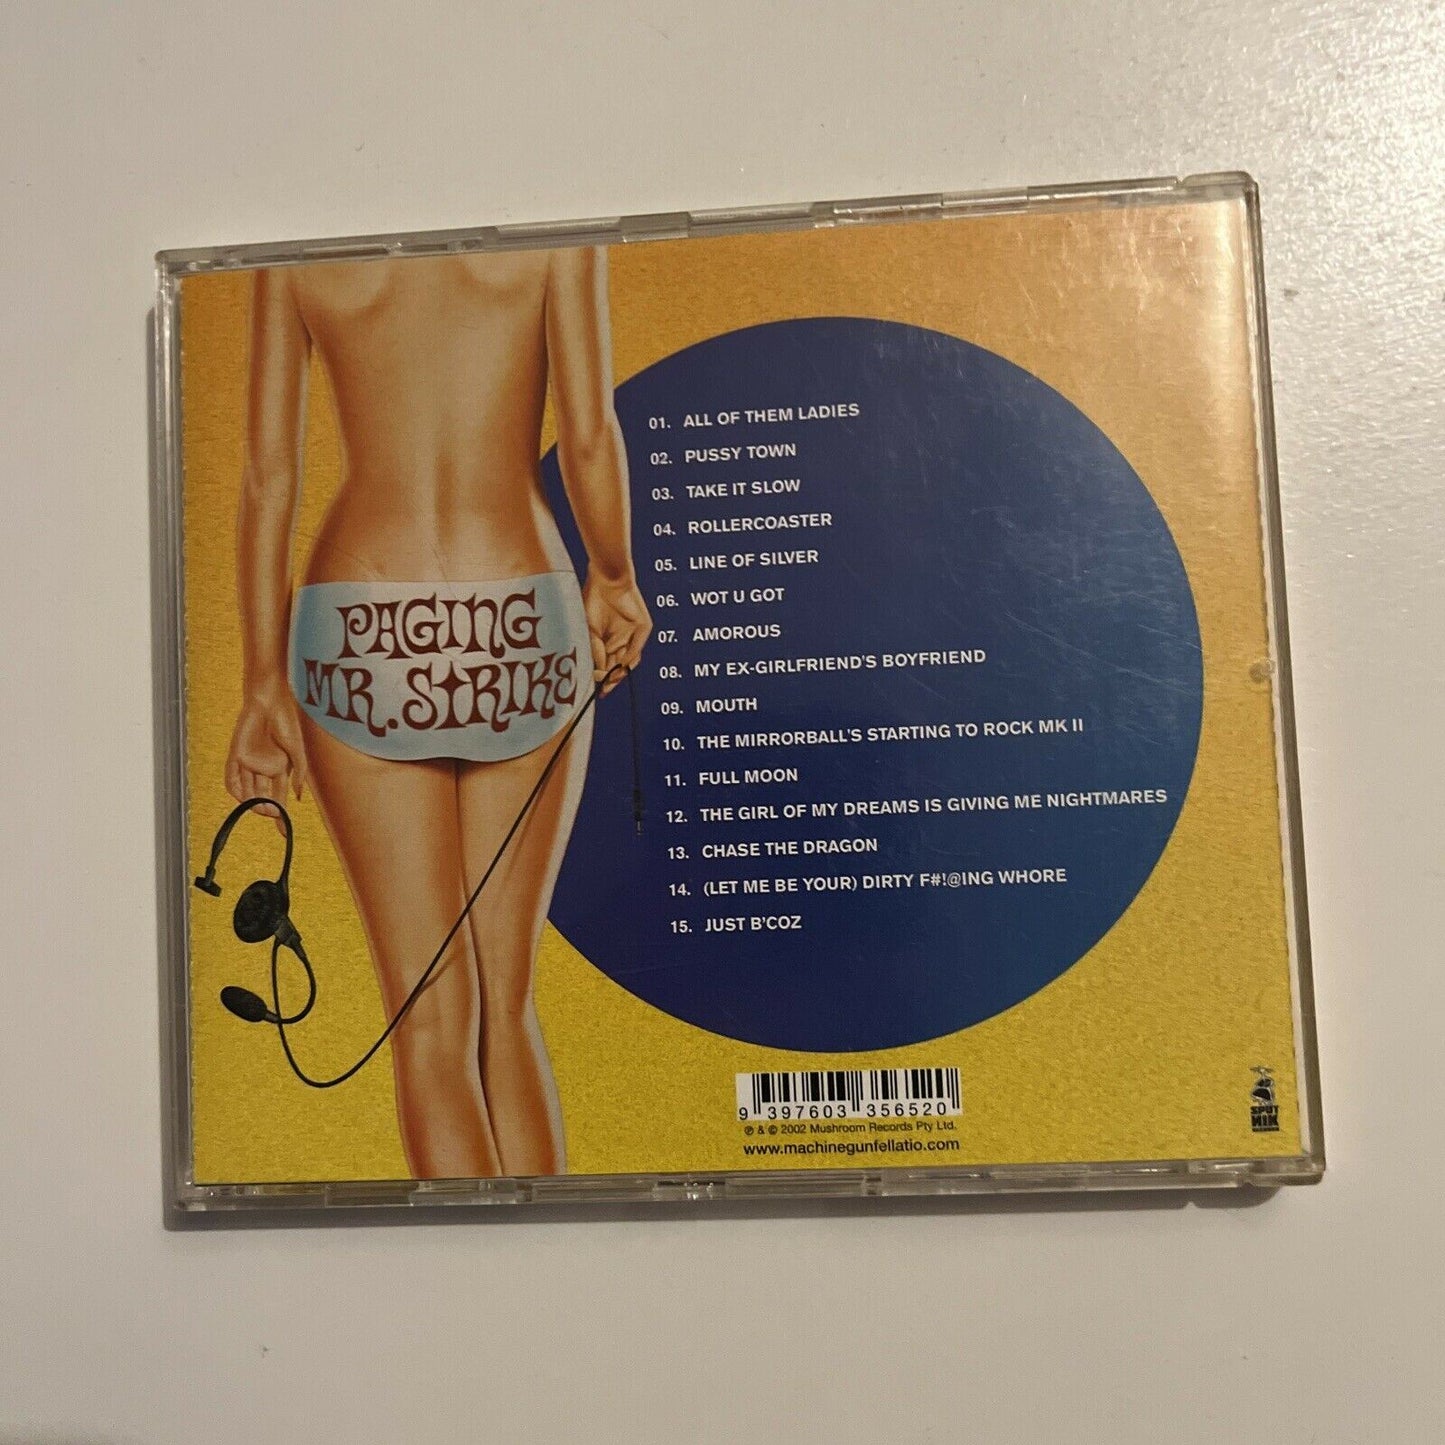 PAGING
MR. STRIKE
01. ALL OF THEM LADIES
02. PUSSY TOWN
03. TAKE IT SLOW
04. ROLLERCOASTER
05. LINE OF SILVER
06. WOT U GOT
07. AMOROUS
08. MY EX-GIRLFRIEND'S BOYFRIEND
09. MOUTH
10. THE MIRRORBALL'S STARTING TO ROCK MK II
11. FULL MOON
12. THE GIRL OF MY DREAMS IS GIVING ME NIGHTMARES
13. CHASE THE DRAGON
14. (LET ME BE YOUR) DIRTY F#!@ING WHORE
15. JUST B'COZ
9 397603 356520
℗ & © 2002 Mushroom Records Pty Ltd.
www.machinegunfellatio.com
SPUT
NIK